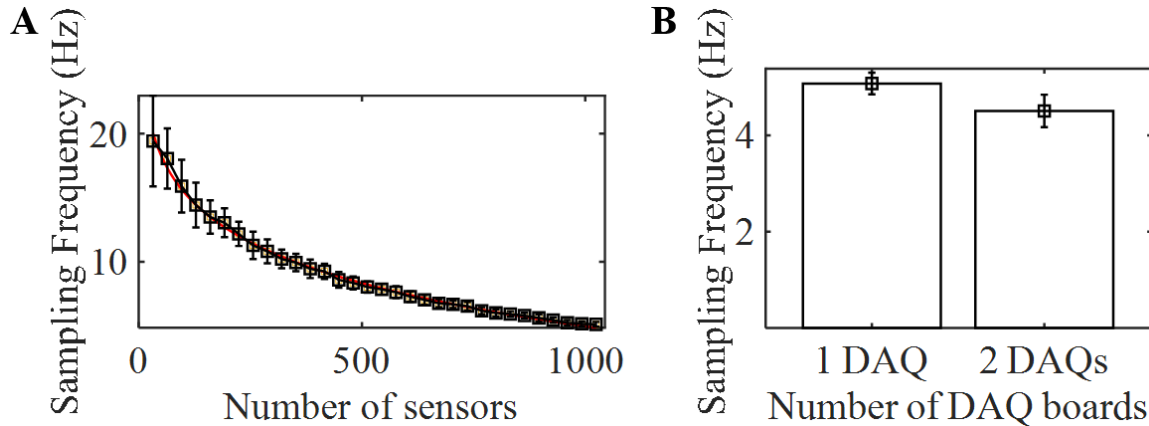 A
Sampling Frequency (Hz)
20
10
0
500
1000
Number of sensors
B
Sampling Frequency (Hz)
4
2
1 DAQ
2 DAQs
Number of DAQ boards